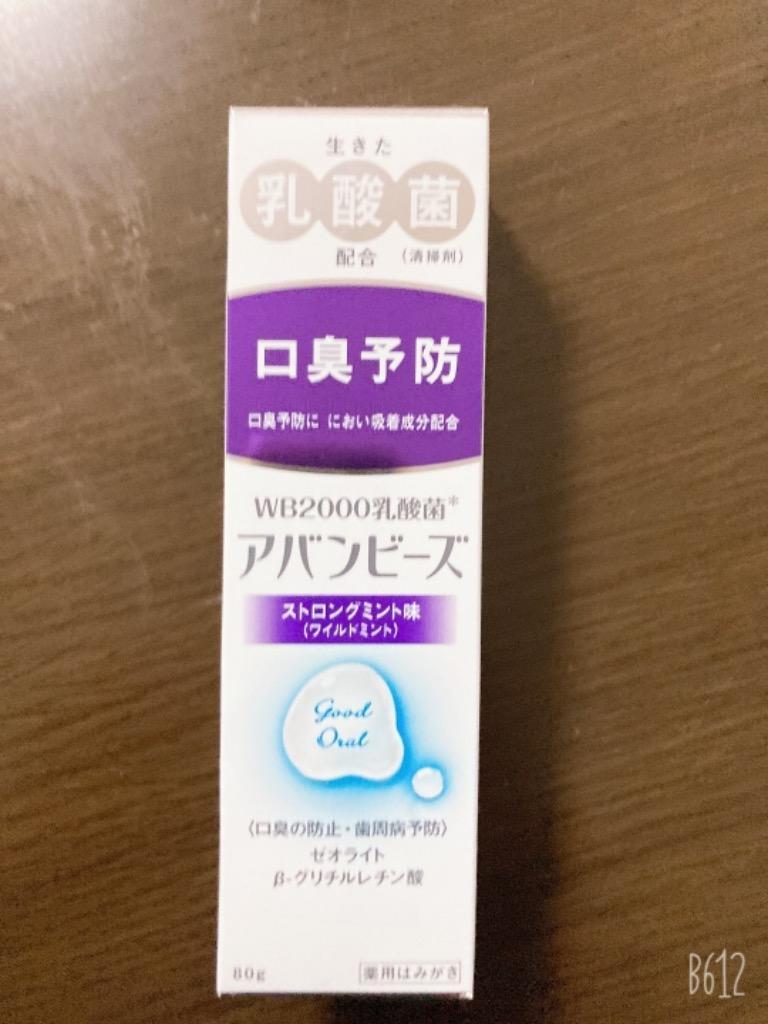 生きた
乳酸菌
配合 (清掃剤)
口臭予防
口臭予防に におい吸着成分配合
WB2000乳酸菌*
アバンビーズ
ストロングミント味
(ワイルドミント)
Good
Oral
〈口臭の防止・歯周病予防〉
ゼオライト
β-グリチルレチン酸
80g 薬用はみがき
B612